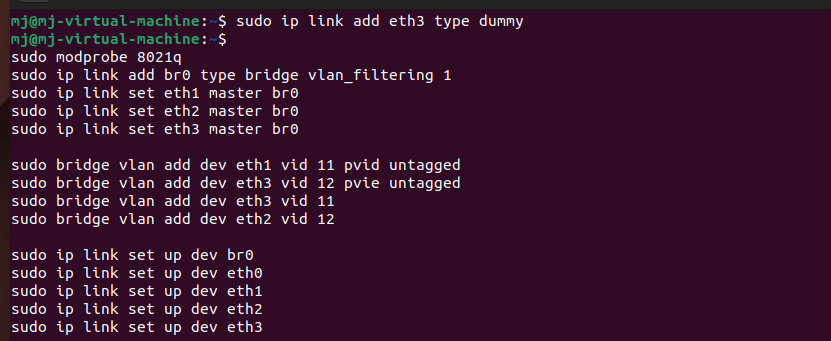 mj@mj-virtual-machine:~$ sudo ip link add eth3 type dummy
mj@mj-virtual-machine:~$
sudo modprobe 8021q
sudo ip link add br0 type bridge vlan_filtering 1
sudo ip link set eth1 master br0
sudo ip link set eth2 master br0
sudo ip link set eth3 master br0
sudo bridge vlan add dev eth1 vid 11 pvid untagged
sudo bridge vlan add dev eth3 vid 12 pvie untagged
sudo bridge vlan add dev eth3 vid 11
sudo bridge vlan add dev eth2 vid 12
sudo ip link set up dev br0
sudo ip link set up dev eth0
sudo ip link set up dev eth1
sudo ip link set up dev eth2
sudo ip link set up dev eth3